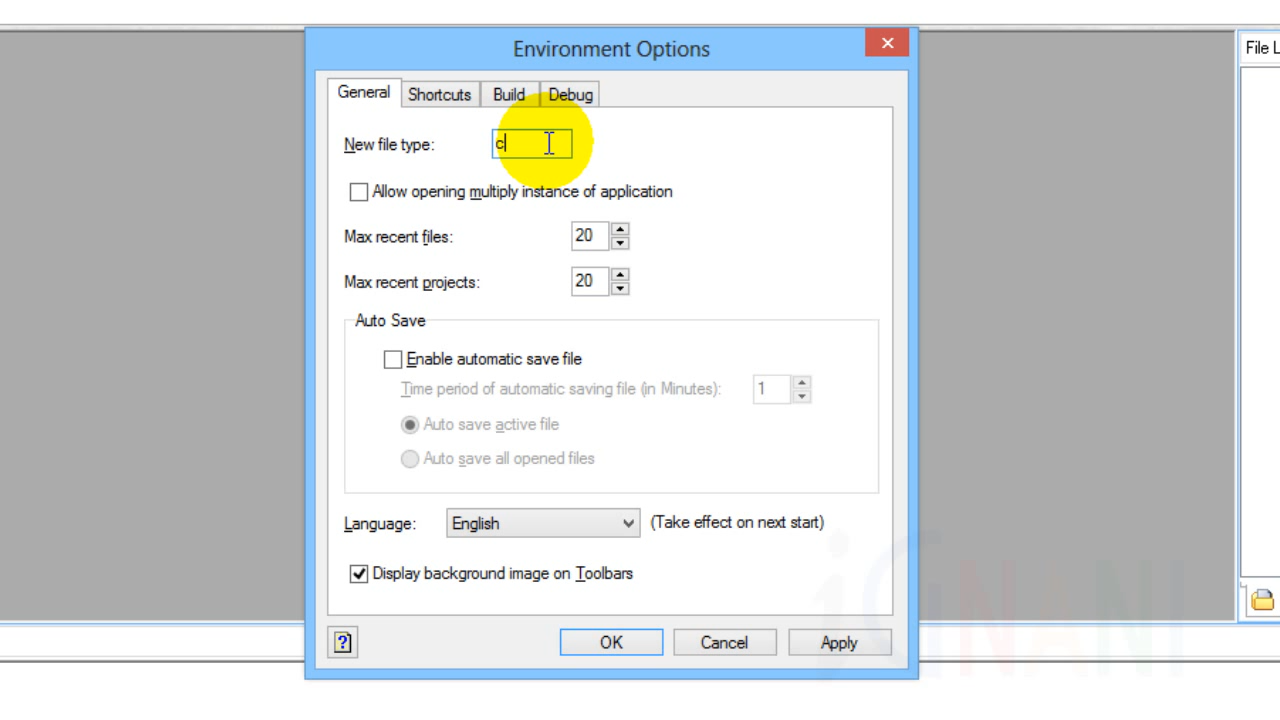 Environment Options
File L
General Shortcuts Build Debug
New file type: c
Allow opening multiply instance of application
Max recent files: 20
Max recent projects: 20
Auto Save
Enable automatic save file
Time period of automatic saving file (in Minutes): 1
Auto save active file
Auto save all opened files
Language: English (Take effect on next start)
Display background image on Toolbars
? OK Cancel Apply
iGINANI